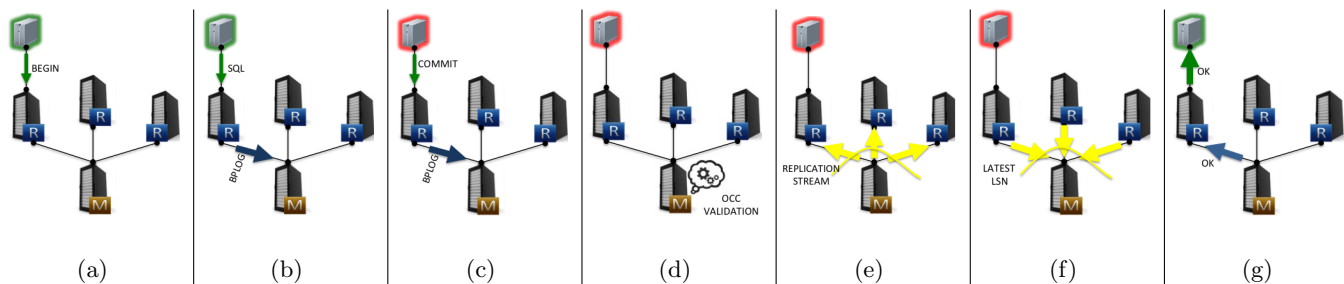 BEGIN
R
R
R
M
(a)
SQL
R
R
R
BPLOG
M
(b)
COMMIT
R
R
R
BPLOG
M
(c)
R
R
R
M
OCC
VALIDATION
(d)
R
R
R
REPLICATION
STREAM
M
(e)
R
R
R
LATEST
LSN
M
(f)
OK
R
R
R
OK
M
(g)